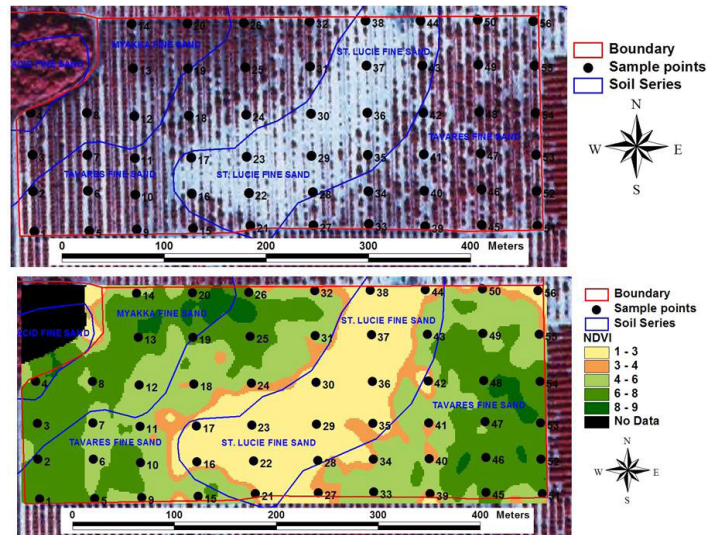 14 20 26 32 38 44 50 56
MYAKKA FINE SAND
ST. LUCIE FINE SAND
ACID FINE SAND
13 19 25 31 37 43 49 55
4 8 12 18 24 30 36 42 48 54
TAVARES FINE SAND
3 7 11 17 23 29 35 41 47 53
TAVARES FINE SAND
ST. LUCIE FINE SAND
2 6 10 16 22 28 34 40 46 52
1 5 9 15 21 27 33 39 45 51
0 100 200 300 400
Meters
Boundary
Sample points
Soil Series
N
W E
S
14 20 26 32 38 44 50 56
MYAKKA FINE SAND
ST. LUCIE FINE SAND
ACID FINE SAND
13 19 25 31 37 43 49 55
4 8 12 18 24 30 36 42 48 54
TAVARES FINE SAND
3 7 11 17 23 29 35 41 47 53
TAVARES FINE SAND
ST. LUCIE FINE SAND
2 6 10 16 22 28 34 40 46 52
1 5 9 15 21 27 33 39 45 51
0 100 200 300 400
Meters
Boundary
Sample points
Soil Series
NDVI
1 - 3
3 - 4
4 - 6
6 - 8
8 - 9
No Data
N
W E
S